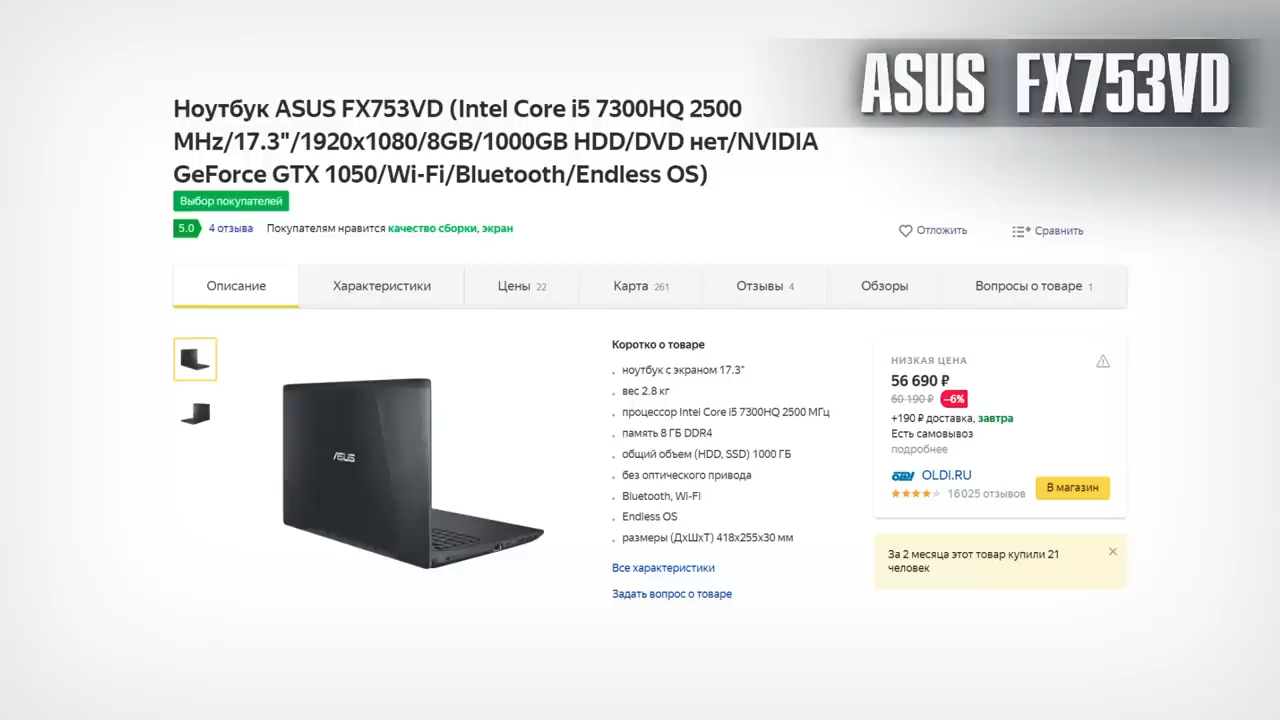 ASUS FX753VD
Ноутбук ASUS FX753VD (Intel Core i5 7300HQ 2500
MHz/17.3"/1920x1080/8GB/1000GB HDD/DVD нет/NVIDIA
GeForce GTX 1050/Wi-Fi/Bluetooth/Endless OS)
Выбор покупателей
5.0 4 отзыва Покупателям нравится качество сборки, экран
Отложить Сравнить
Описание Характеристики Цены 22 Карта 261 Отзывы 4 Обзоры Вопросы о товаре 1
ASUS
Коротко о товаре
ноутбук с экраном 17.3"
вес 2.8 кг
процессор Intel Core i5 7300HQ 2500 МГц
память 8 ГБ DDR4
общий объем (HDD, SSD) 1000 ГБ
без оптического привода
Bluetooth, Wi-Fi
Endless OS
размеры (ДхШхТ) 418x255x30 мм
Все характеристики
Задать вопрос о товаре
НИЗКАЯ ЦЕНА
56 690 ₽
60 190 ₽ –6%
+190 ₽ доставка, завтра
Есть самовывоз
подробнее
OLDI OLDI.RU
16 025 отзывов
В магазин
За 2 месяца этот товар купили 21
человек